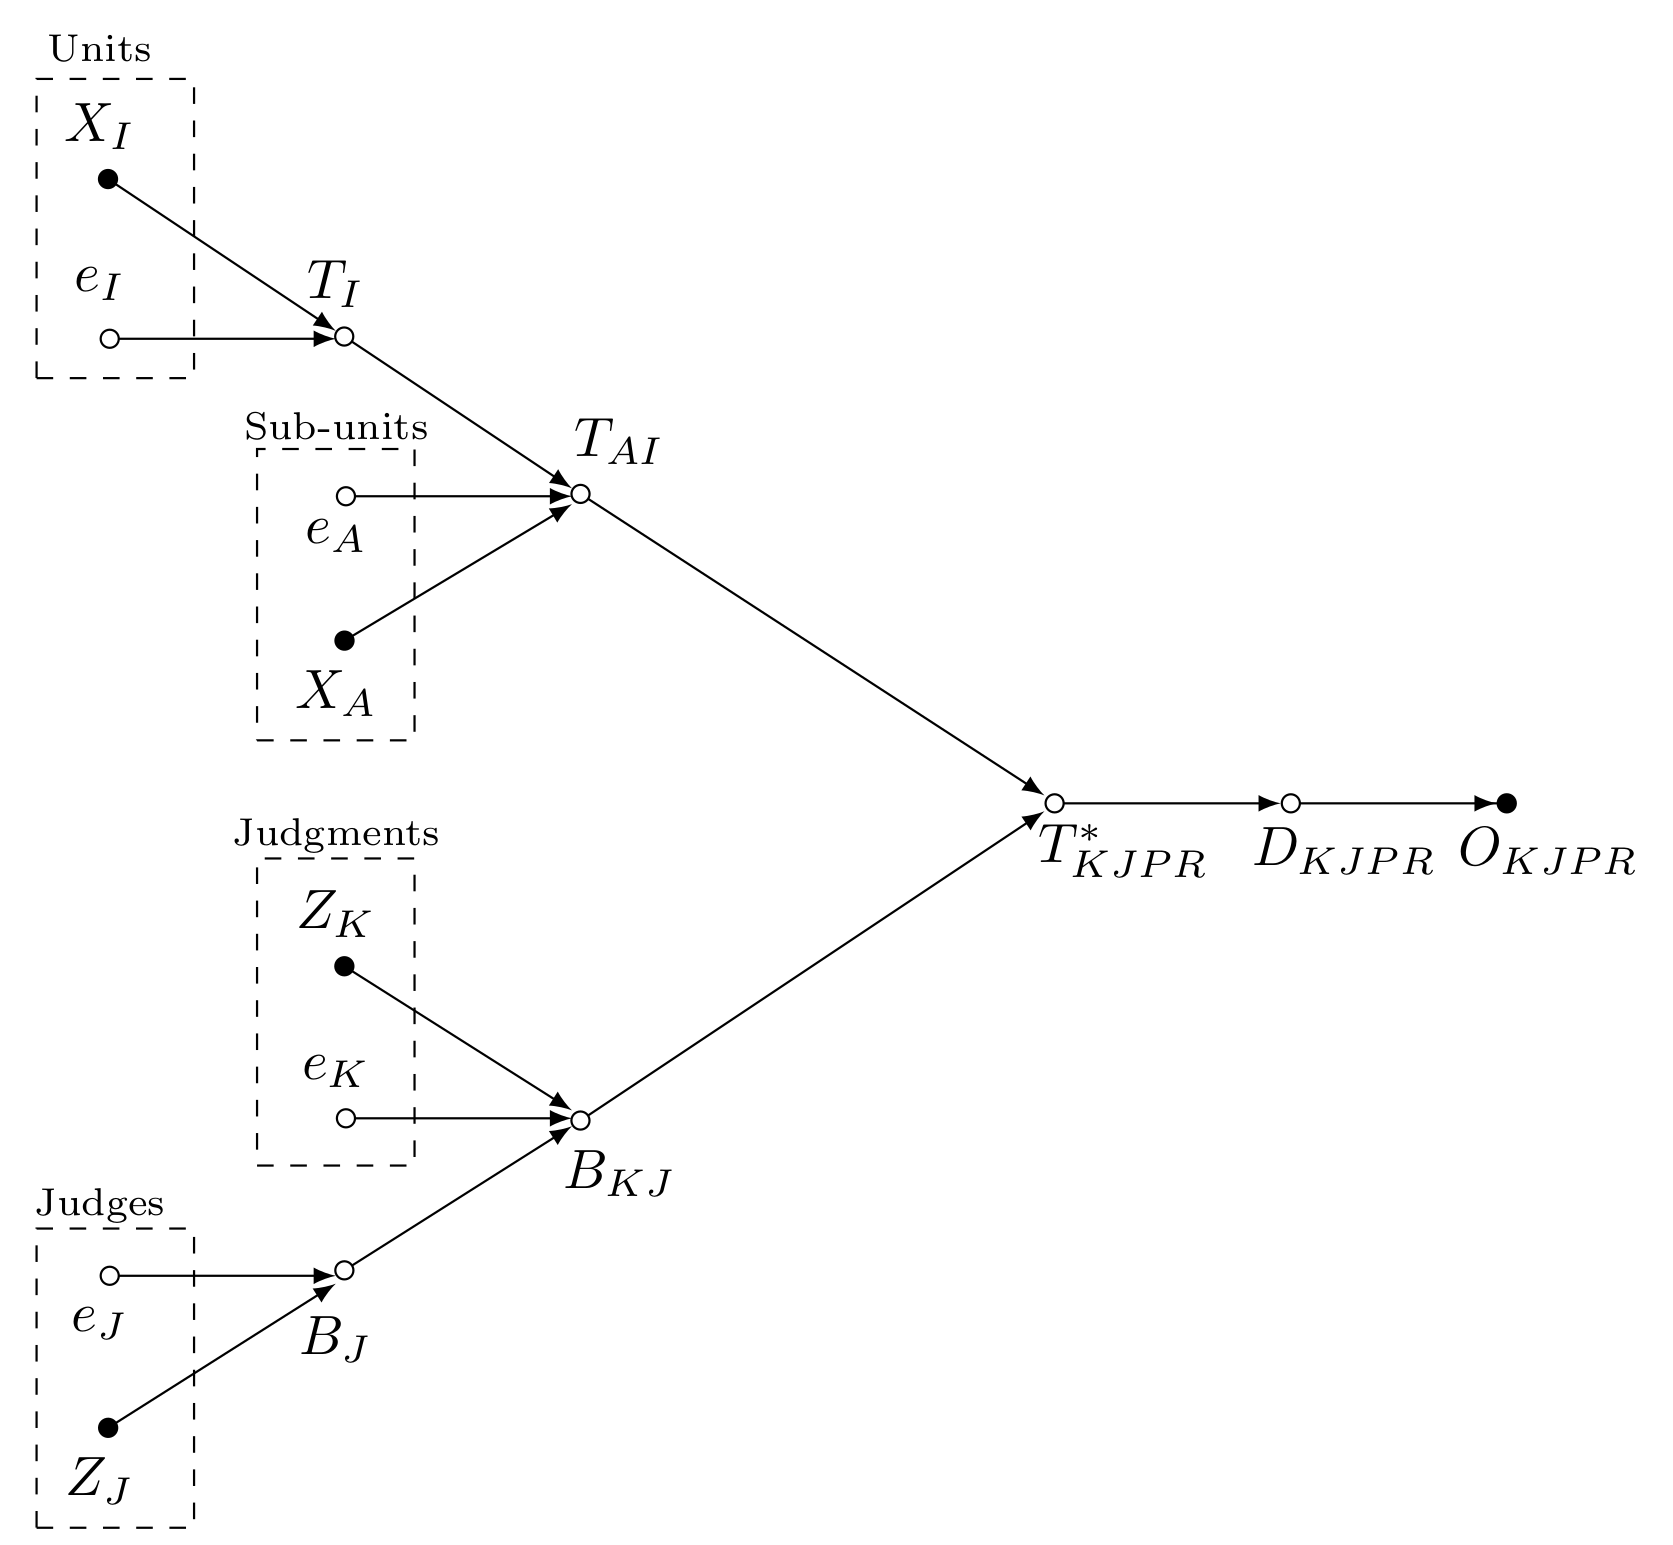 Units
X_I
e_I
T_I
Sub-units
T_{AI}
e_A
X_A
Judgments
T^*_{KJPR}
D_{KJPR}
O_{KJPR}
Z_K
e_K
B_{KJ}
Judges
e_J
B_J
Z_J